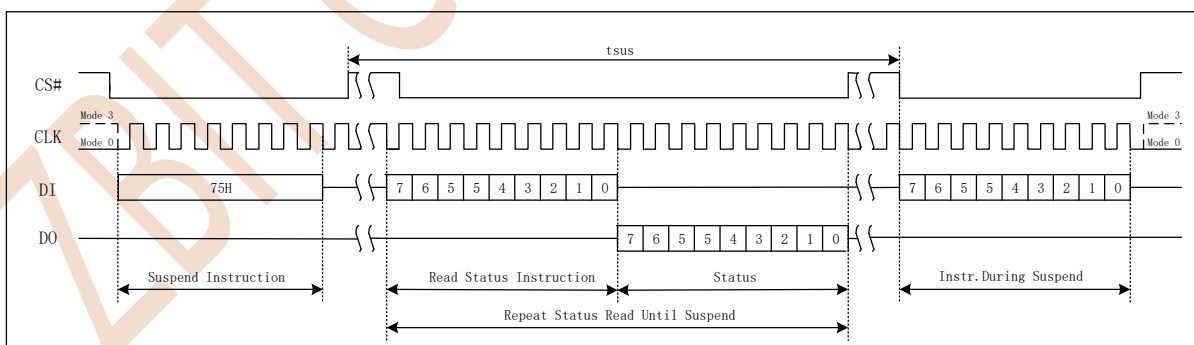 tsus
CS#
Mode 3
CLK
Mode 0
Mode 3
Mode 0
DI
75H
7 6 5 5 4 3 2 1 0
7 6 5 5 4 3 2 1 0
DO
7 6 5 5 4 3 2 1 0
Suspend Instruction
Read Status Instruction
Status
Instr.During Suspend
Repeat Status Read Until Suspend
ZBIT C